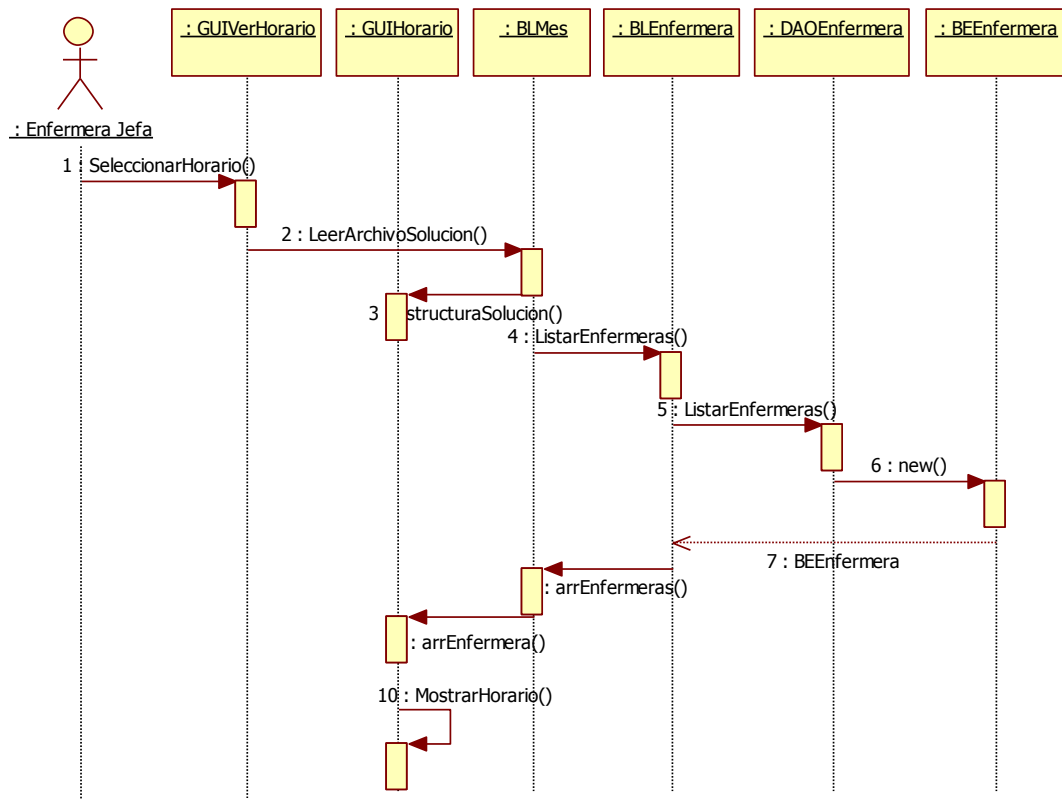 : GUIVerHorario
: GUIHorario
: BLMes
: BLEnfermera
: DAOEnfermera
: BEEnfermera
: Enfermera Jefa
1 : SeleccionarHorario()
2 : LeerArchivoSolucion()
3 structuraSolucion()
4 : ListarEnfermeras()
5 : ListarEnfermeras()
6 : new()
7 : BEEnfermera
: arrEnfermeras()
: arrEnfermera()
10 : MostrarHorario()